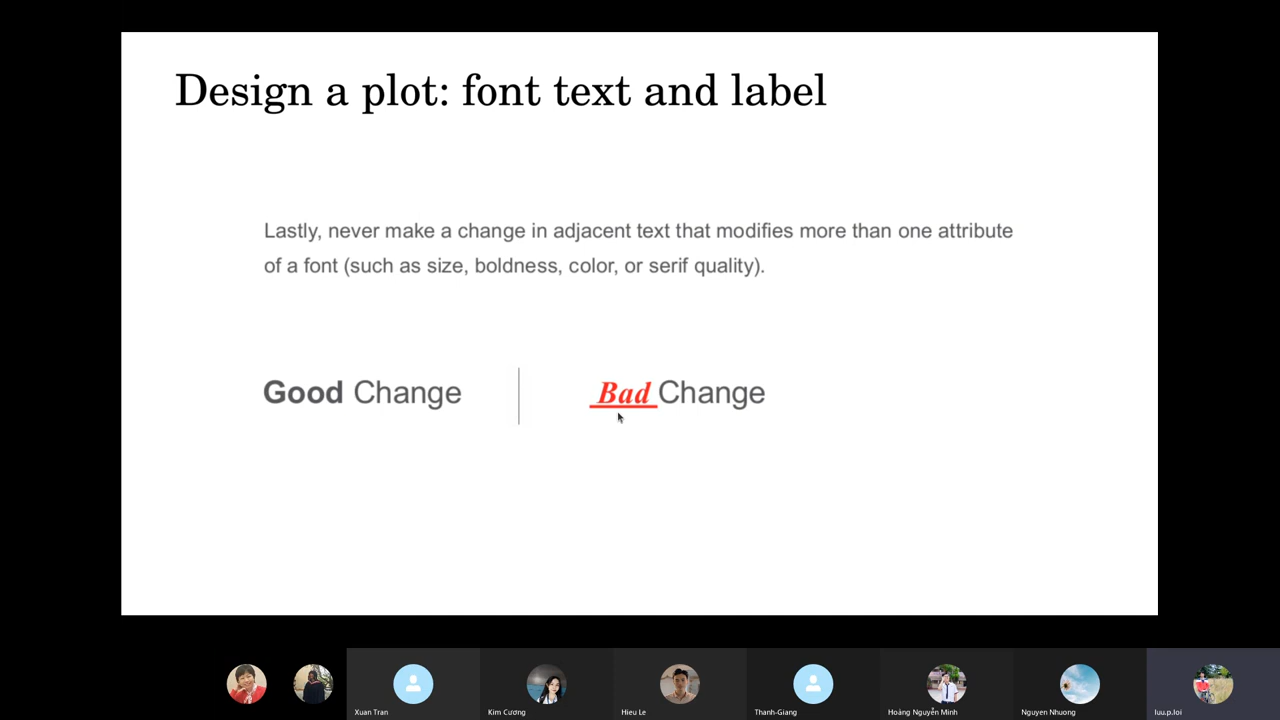 Design a plot: font text and label
Lastly, never make a change in adjacent text that modifies more than one attribute
of a font (such as size, boldness, color, or serif quality).
Good Change
Bad Change
Xuan Tran
Kim Cương
Hieu Le
Thanh-Giang
Hoàng Nguyễn Minh
Nguyen Nhuong
luu.p.loi